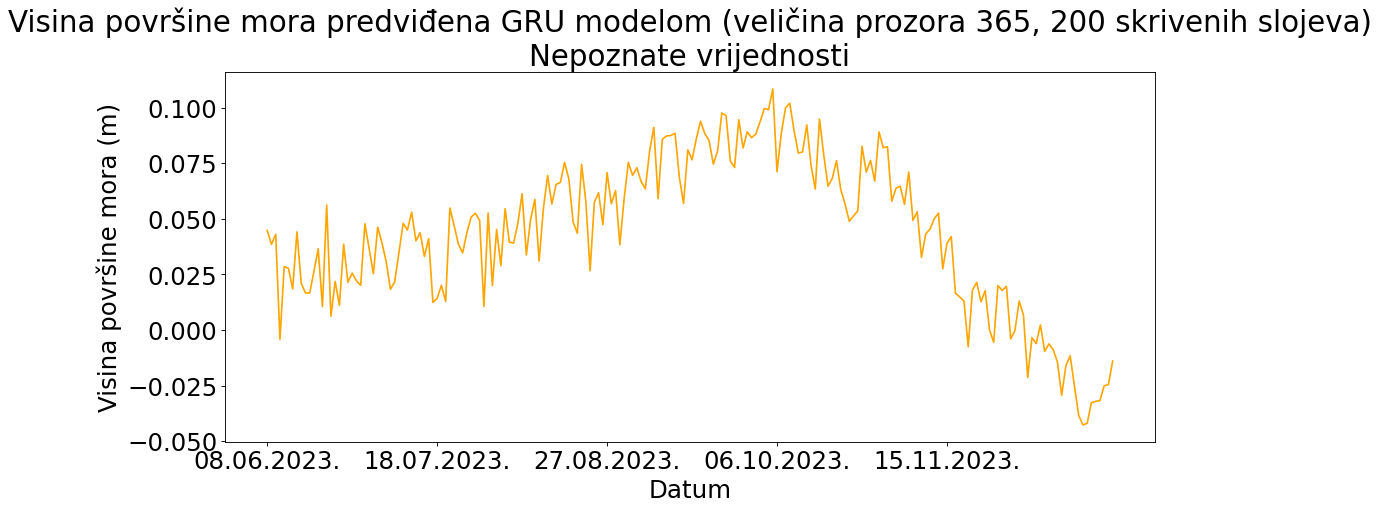 Visina površine mora predviđena GRU modelom (veličina prozora 365, 200 skrivenih slojeva)
Nepoznate vrijednosti
Visina površine mora (m)
0.100
0.075
0.050
0.025
0.000
−0.025
−0.050
08.06.2023. 18.07.2023. 27.08.2023. 06.10.2023. 15.11.2023.
Datum